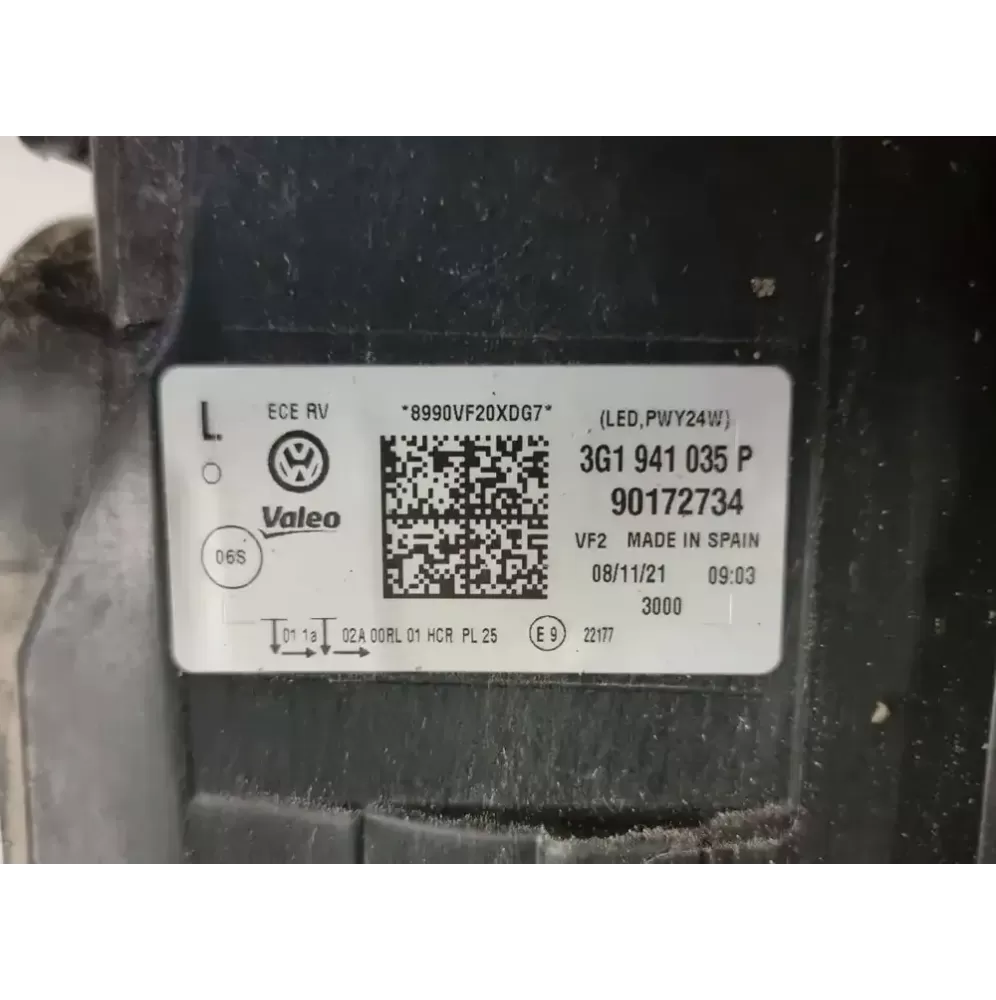 L
ECE RV
*8990VF20XDG7*
(LED,PWY24W)
3G1 941 035 P
90172734
Valeo
06S
VF2 MADE IN SPAIN
08/11/21 09:03
3000
01 1a 02A 00RL 01 HCR PL 25 E9 22177